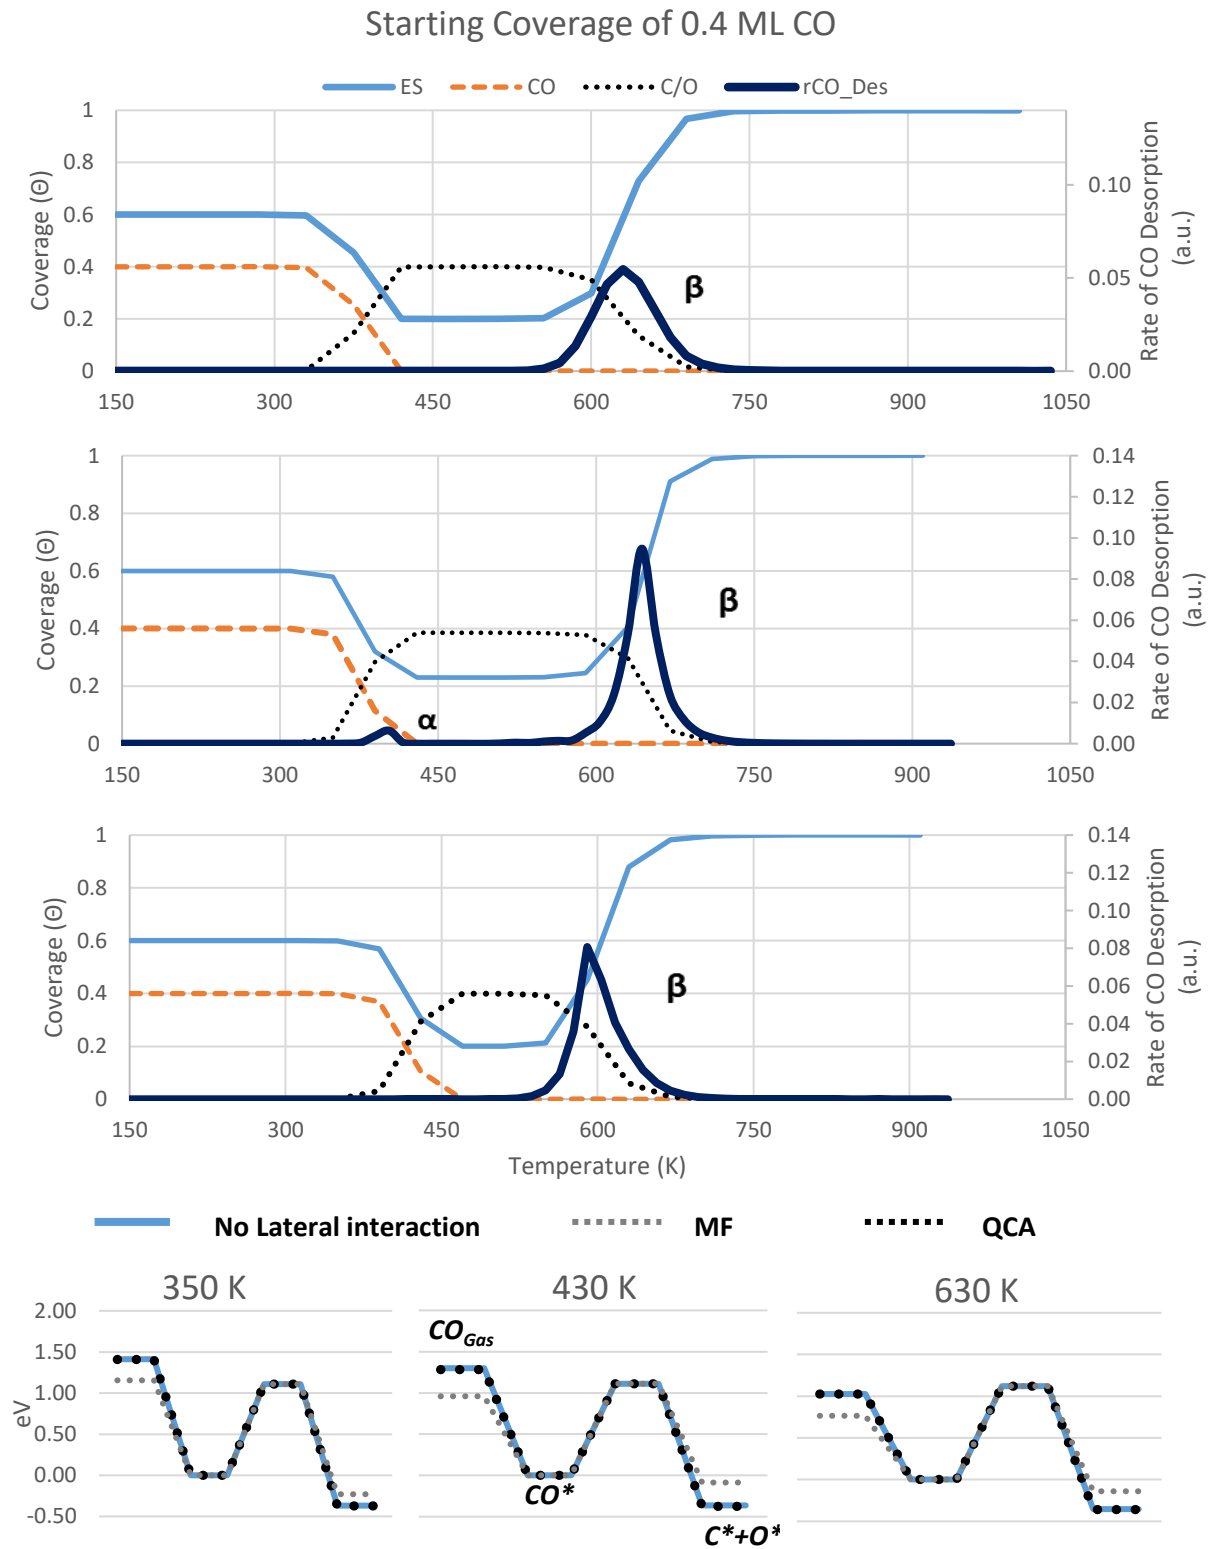 Starting Coverage of 0.4 ML CO
ES CO C/O rCO_Des
1
0.8
0.6
0.4
0.2
0
Coverage (Θ)
0.10
0.05
0.00
Rate of CO Desorption
(a.u.)
β
150 300 450 600 750 900 1050
1
0.8
0.6
0.4
0.2
0
Coverage (Θ)
0.14
0.12
0.10
0.08
0.06
0.04
0.02
0.00
Rate of CO Desorption
(a.u.)
α
β
150 300 450 600 750 900 1050
1
0.8
0.6
0.4
0.2
0
Coverage (Θ)
0.14
0.12
0.10
0.08
0.06
0.04
0.02
0.00
Rate of CO Desorption
(a.u.)
β
150 300 450 600 750 900 1050
Temperature (K)
No Lateral interaction MF QCA
350 K 430 K 630 K
2.00
1.50
1.00
0.50
0.00
-0.50
eV
CO_Gas
CO*
C*+O*